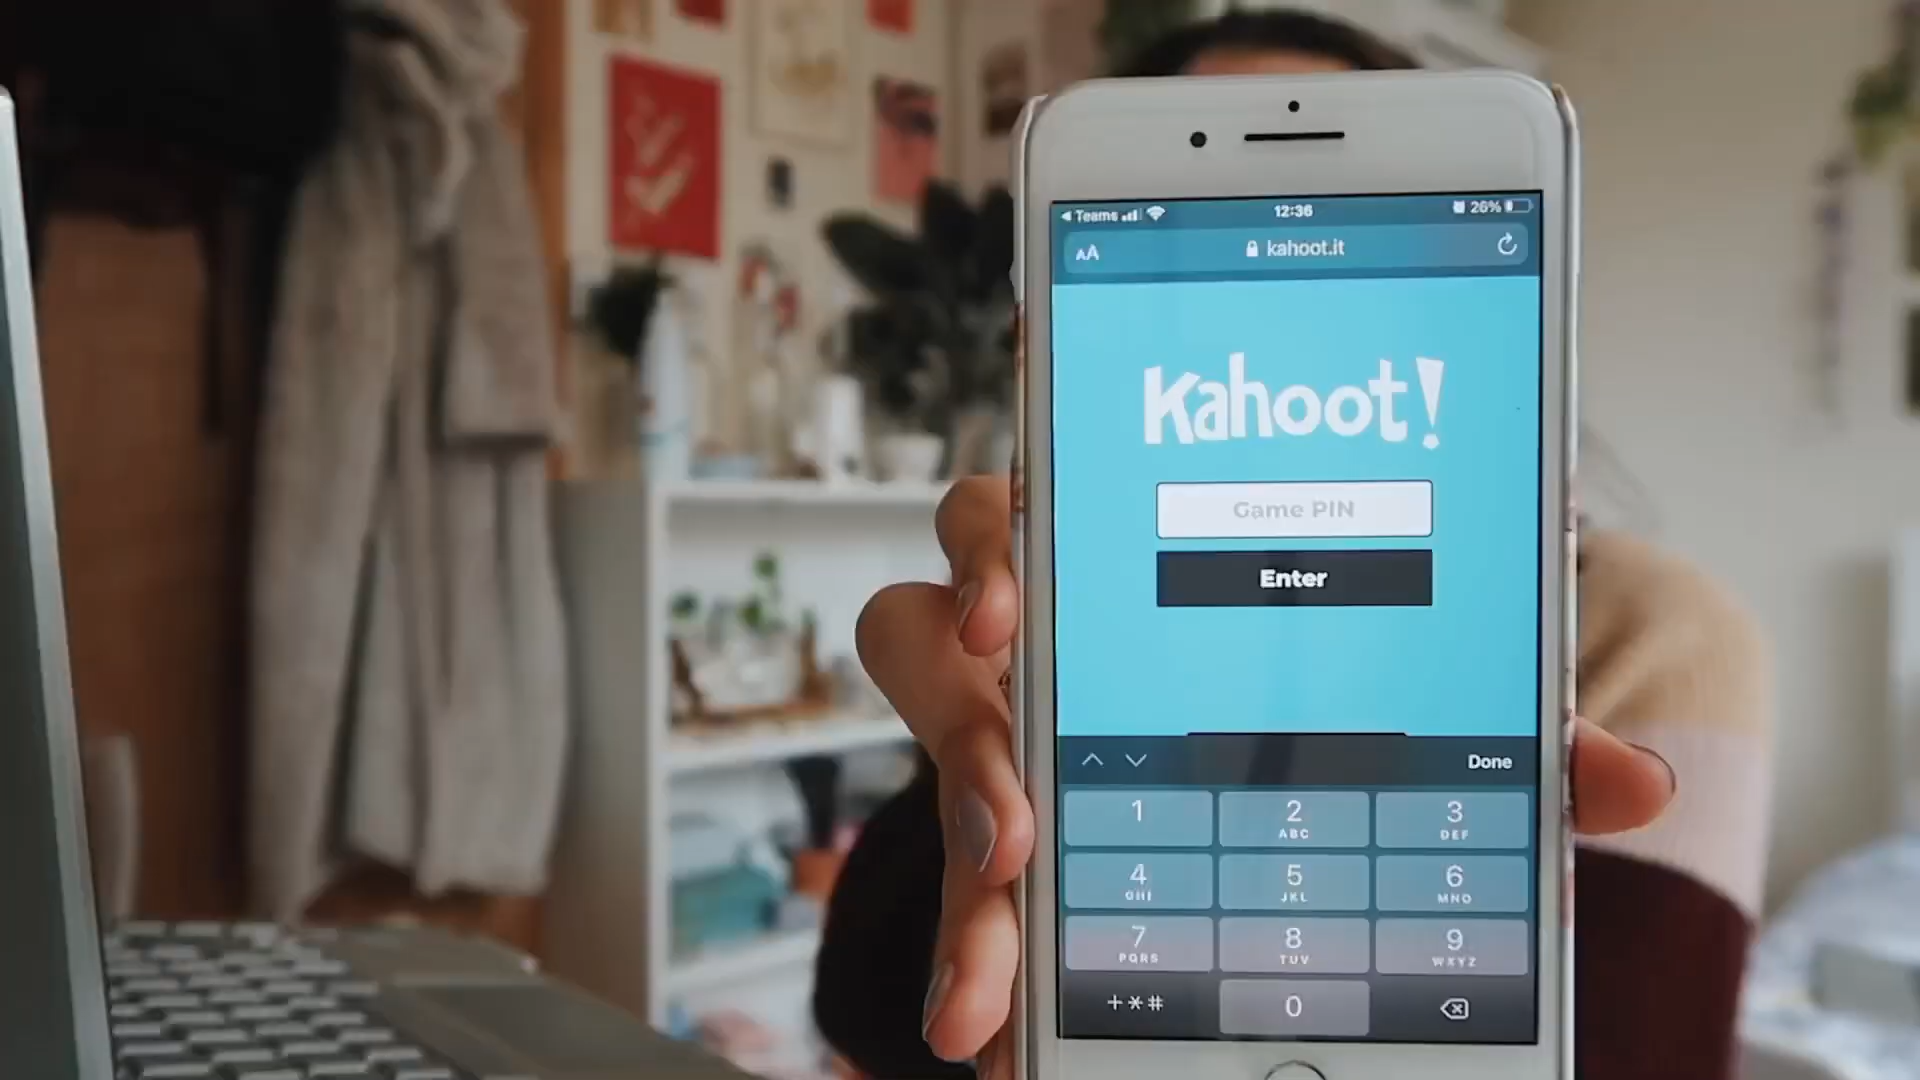 Teams 12:36 26%
AA kahoot.it
Kahoot!
Game PIN
Enter
Done
1 2 3
ABC DEF
4 5 6
GHI JKL MNO
7 8 9
PQRS TUV WXYZ
+*# 0